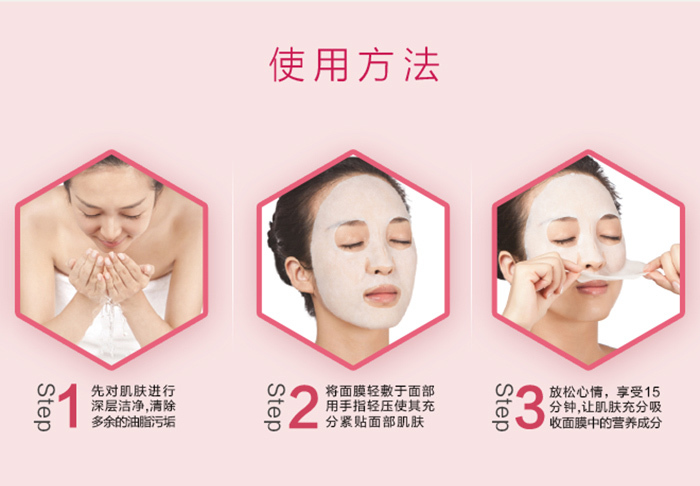 使用方法
Step 1
先对肌肤进行
深层洁净,清除
多余的油脂污垢
Step 2
将面膜轻敷于面部
用手指轻压使其充
分紧贴面部肌肤
Step 3
放松心情，享受15
分钟,让肌肤充分吸
收面膜中的营养成分